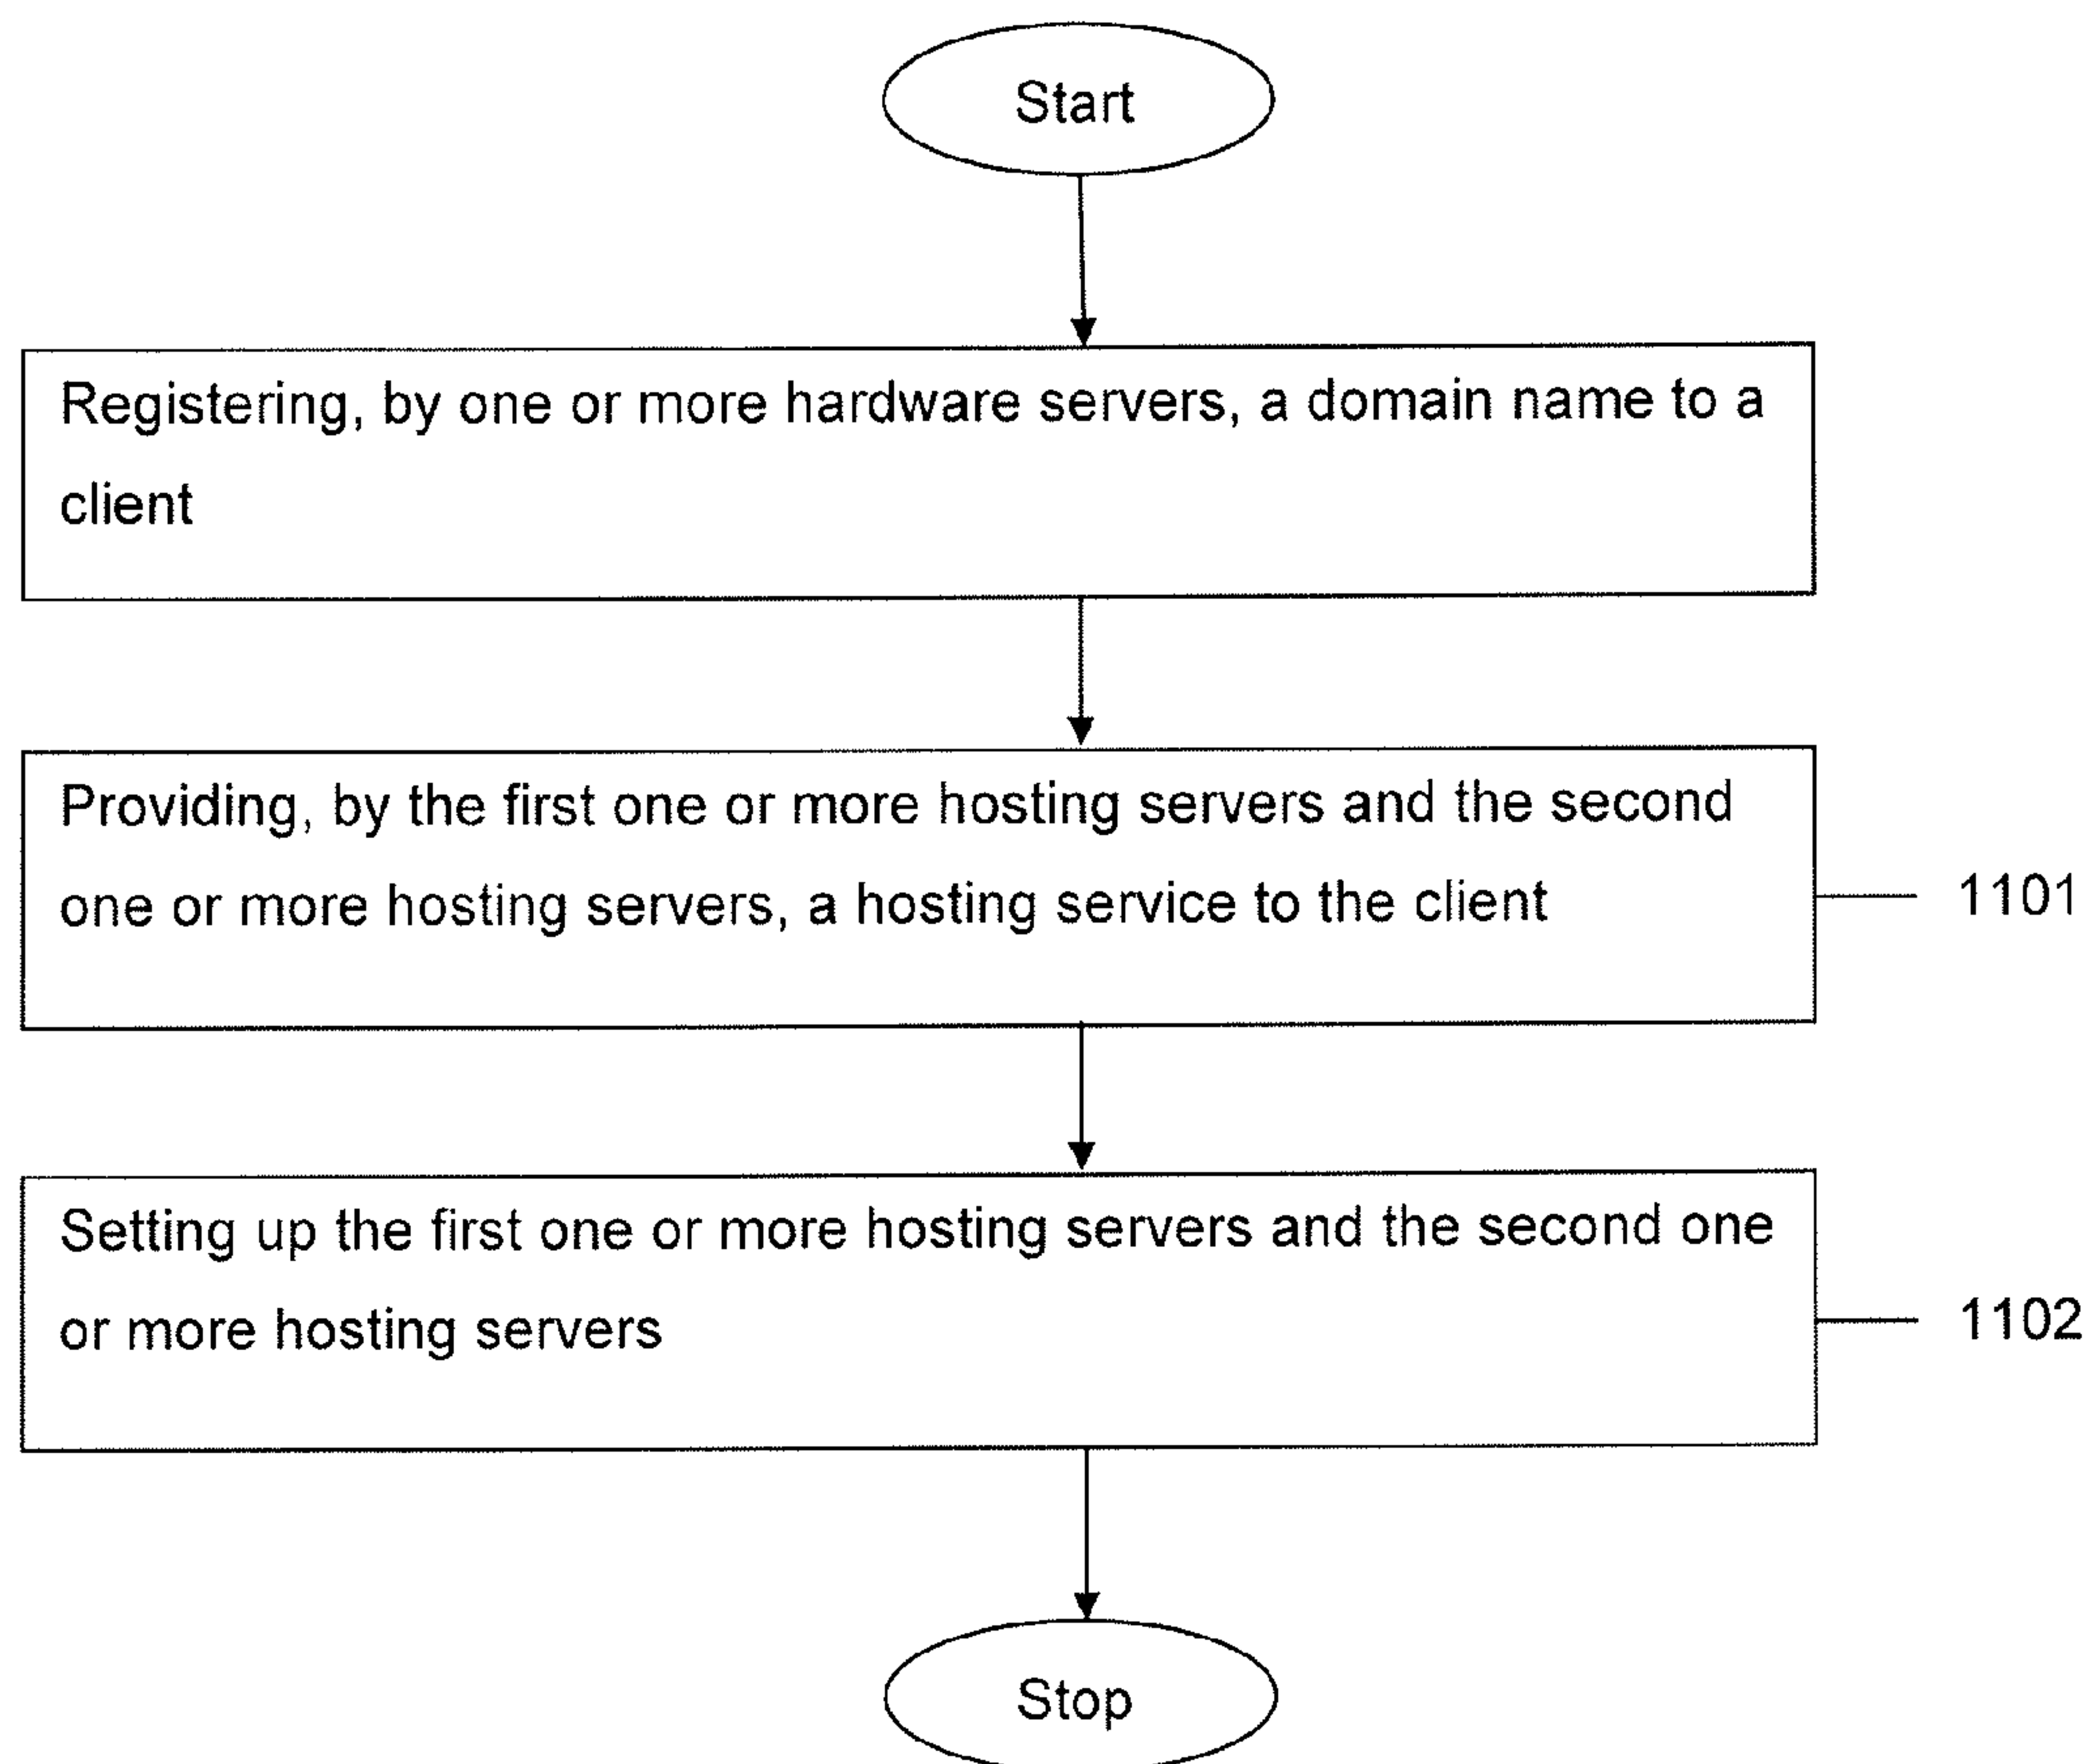 Start
Registering, by one or more hardware servers, a domain name to a
client
Providing, by the first one or more hosting servers and the second
one or more hosting servers, a hosting service to the client
1101
Setting up the first one or more hosting servers and the second one
or more hosting servers
1102
Stop